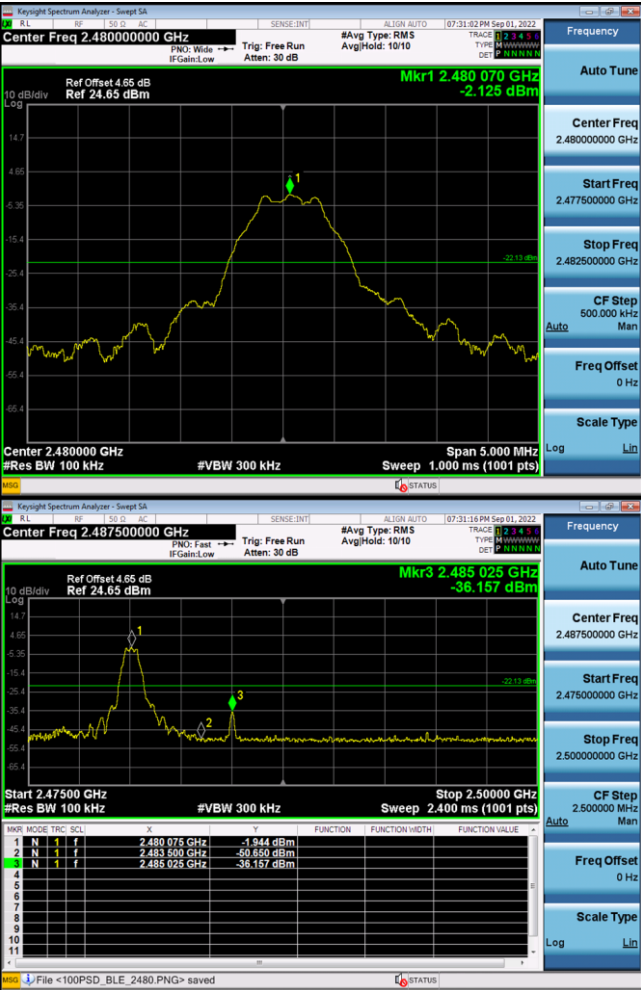 Keysight Spectrum Analyzer - Swept SA
RL RF 50 Ω AC SENSE:INT ALIGN AUTO 07:31:02 PM Sep 01, 2022
Center Freq 2.480000000 GHz
PNO: Wide
IFGain:Low
Trig: Free Run
Atten: 30 dB
#Avg Type: RMS
Avg|Hold: 10/10
TRACE 1 2 3 4 5 6
TYPE M W W W W W
DET P N N N N N
Frequency
Mkr1 2.480 070 GHz
-2.125 dBm
Ref Offset 4.65 dB
Ref 24.65 dBm
10 dB/div
Log
14.7
4.65
-5.35
-15.4
-25.4
-35.4
-45.4
-55.4
-65.4
1
-22.13 dBm
Center 2.480000 GHz Span 5.000 MHz
#Res BW 100 kHz #VBW 300 kHz Sweep 1.000 ms (1001 pts)
MSG STATUS
Auto Tune
Center Freq
2.480000000 GHz
Start Freq
2.477500000 GHz
Stop Freq
2.482500000 GHz
CF Step
500.000 kHz
Auto Man
Freq Offset
0 Hz
Scale Type
Log Lin
Keysight Spectrum Analyzer - Swept SA
RL RF 50 Ω AC SENSE:INT ALIGN AUTO 07:31:16 PM Sep 01, 2022
Center Freq 2.487500000 GHz
PNO: Fast
IFGain:Low
Trig: Free Run
Atten: 30 dB
#Avg Type: RMS
Avg|Hold: 10/10
TRACE 1 2 3 4 5 6
TYPE M W W W W W
DET P N N N N N
Frequency
Mkr3 2.485 025 GHz
-36.157 dBm
Ref Offset 4.65 dB
Ref 24.65 dBm
10 dB/div
Log
14.7
4.65
-5.35
-15.4
-25.4
-35.4
-45.4
-55.4
-65.4
1
2
3
-22.13 dBm
Start 2.47500 GHz Stop 2.50000 GHz
#Res BW 100 kHz #VBW 300 kHz Sweep 2.400 ms (1001 pts)
MKR MODE TRC SCL X Y FUNCTION FUNCTION WIDTH FUNCTION VALUE
1 N 1 f 2.480 075 GHz -1.944 dBm
2 N 1 f 2.483 500 GHz -50.650 dBm
3 N 1 f 2.485 025 GHz -36.157 dBm
4
5
6
7
8
9
10
11
MSG File <100PSD_BLE_2480.PNG> saved STATUS
Auto Tune
Center Freq
2.487500000 GHz
Start Freq
2.475000000 GHz
Stop Freq
2.500000000 GHz
CF Step
2.500000 MHz
Auto Man
Freq Offset
0 Hz
Scale Type
Log Lin